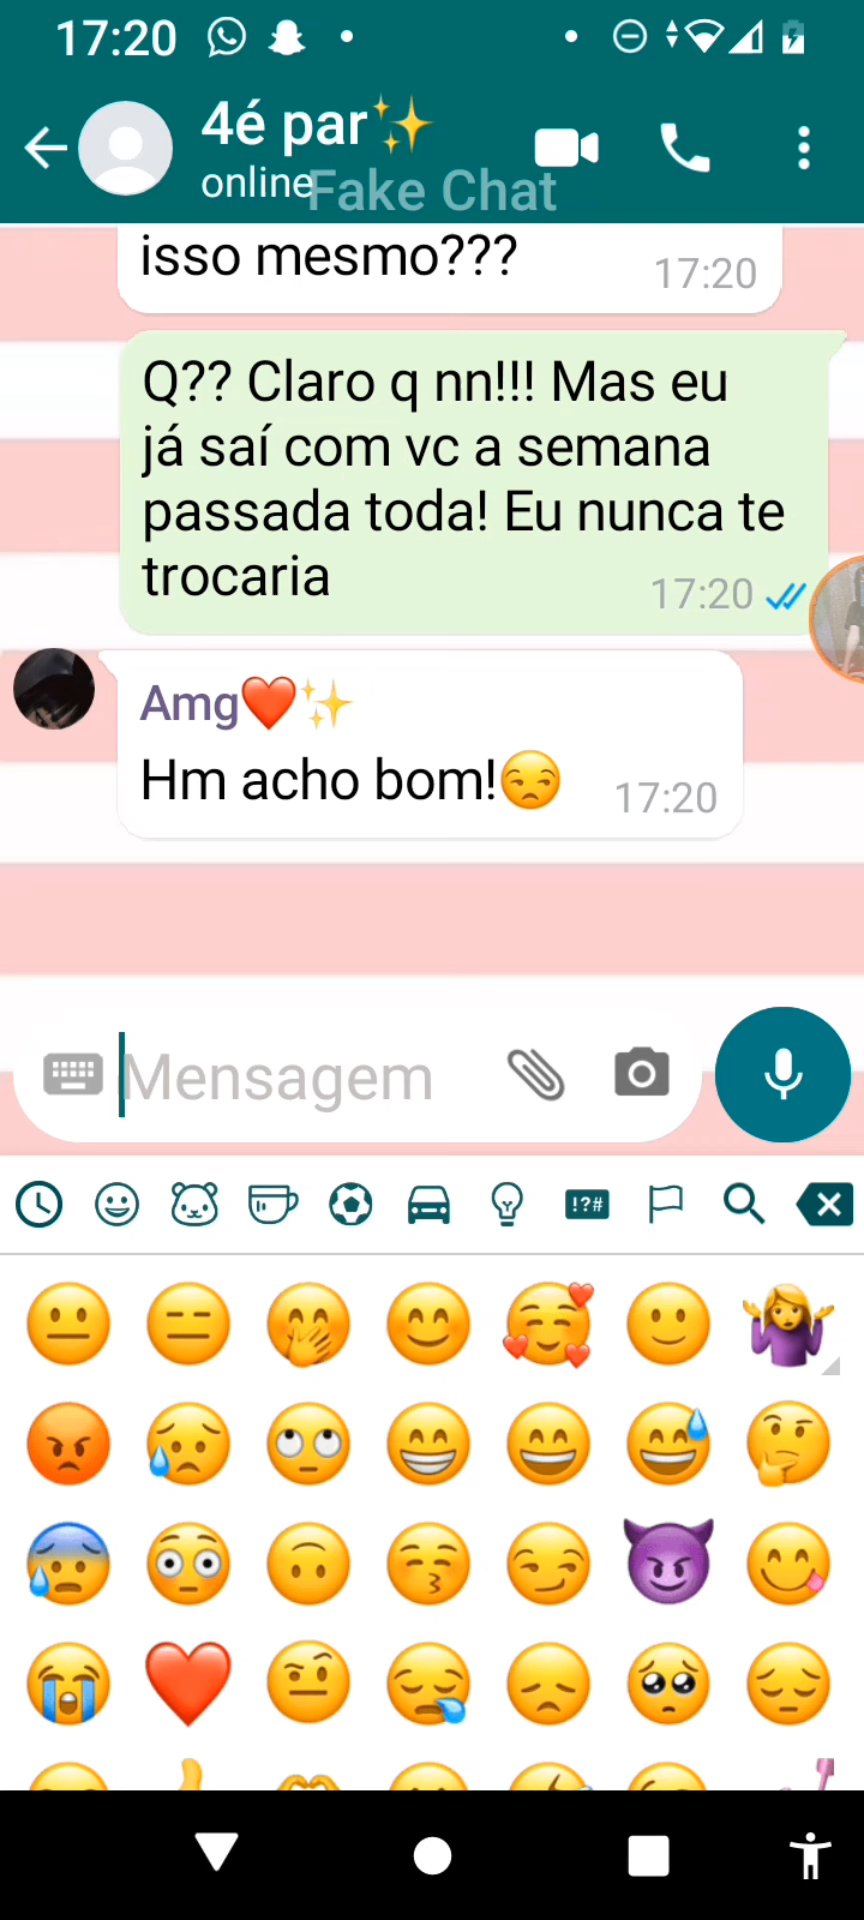 17:20
4é par✨
online
Fake Chat
isso mesmo???
17:20
Q?? Claro q nn!!! Mas eu
já saí com vc a semana
passada toda! Eu nunca te
trocaria
17:20
Amg❤️✨
Hm acho bom!😒
17:20
Mensagem
!?#